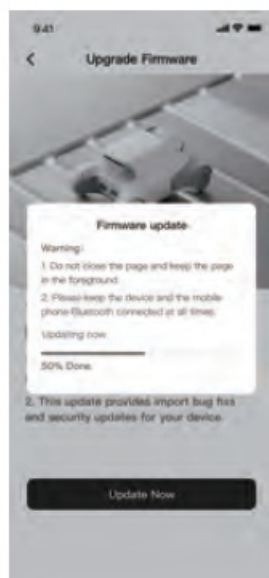 9:41
Upgrade Firmware
Firmware update
Warning:
1. Do not close the page and keep the page
in the foreground.
2. Please keep the device and the mobile
phone Bluetooth connected at all times.
Updating now
50% Done.
2. This update provides import bug fixs
and security updates for your device.
Update Now